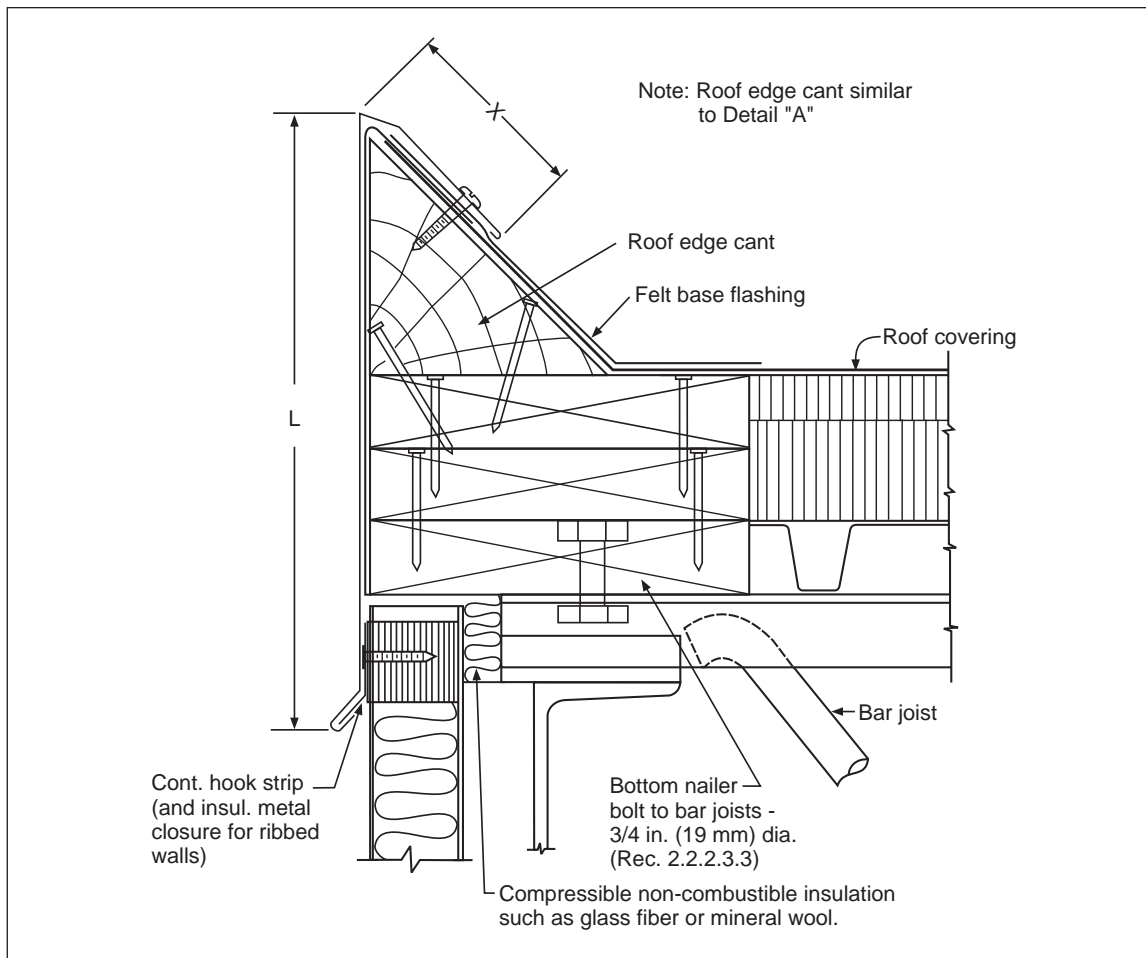 Note: Roof edge cant similar
to Detail "A"
X
Roof edge cant
Felt base flashing
Roof covering
L
Bar joist
Cont. hook strip
(and insul. metal
closure for ribbed
walls)
Bottom nailer
bolt to bar joists -
3/4 in. (19 mm) dia.
(Rec. 2.2.2.3.3)
Compressible non-combustible insulation
such as glass fiber or mineral wool.